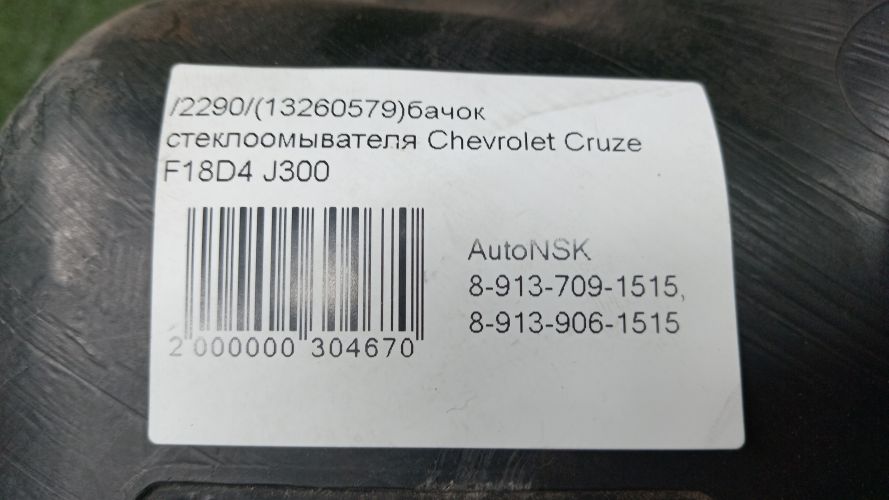 /2290/(13260579)бачок
стеклоомывателя Chevrolet Cruze
F18D4 J300
AutoNSK
8-913-709-1515,
8-913-906-1515
2 000000 304670